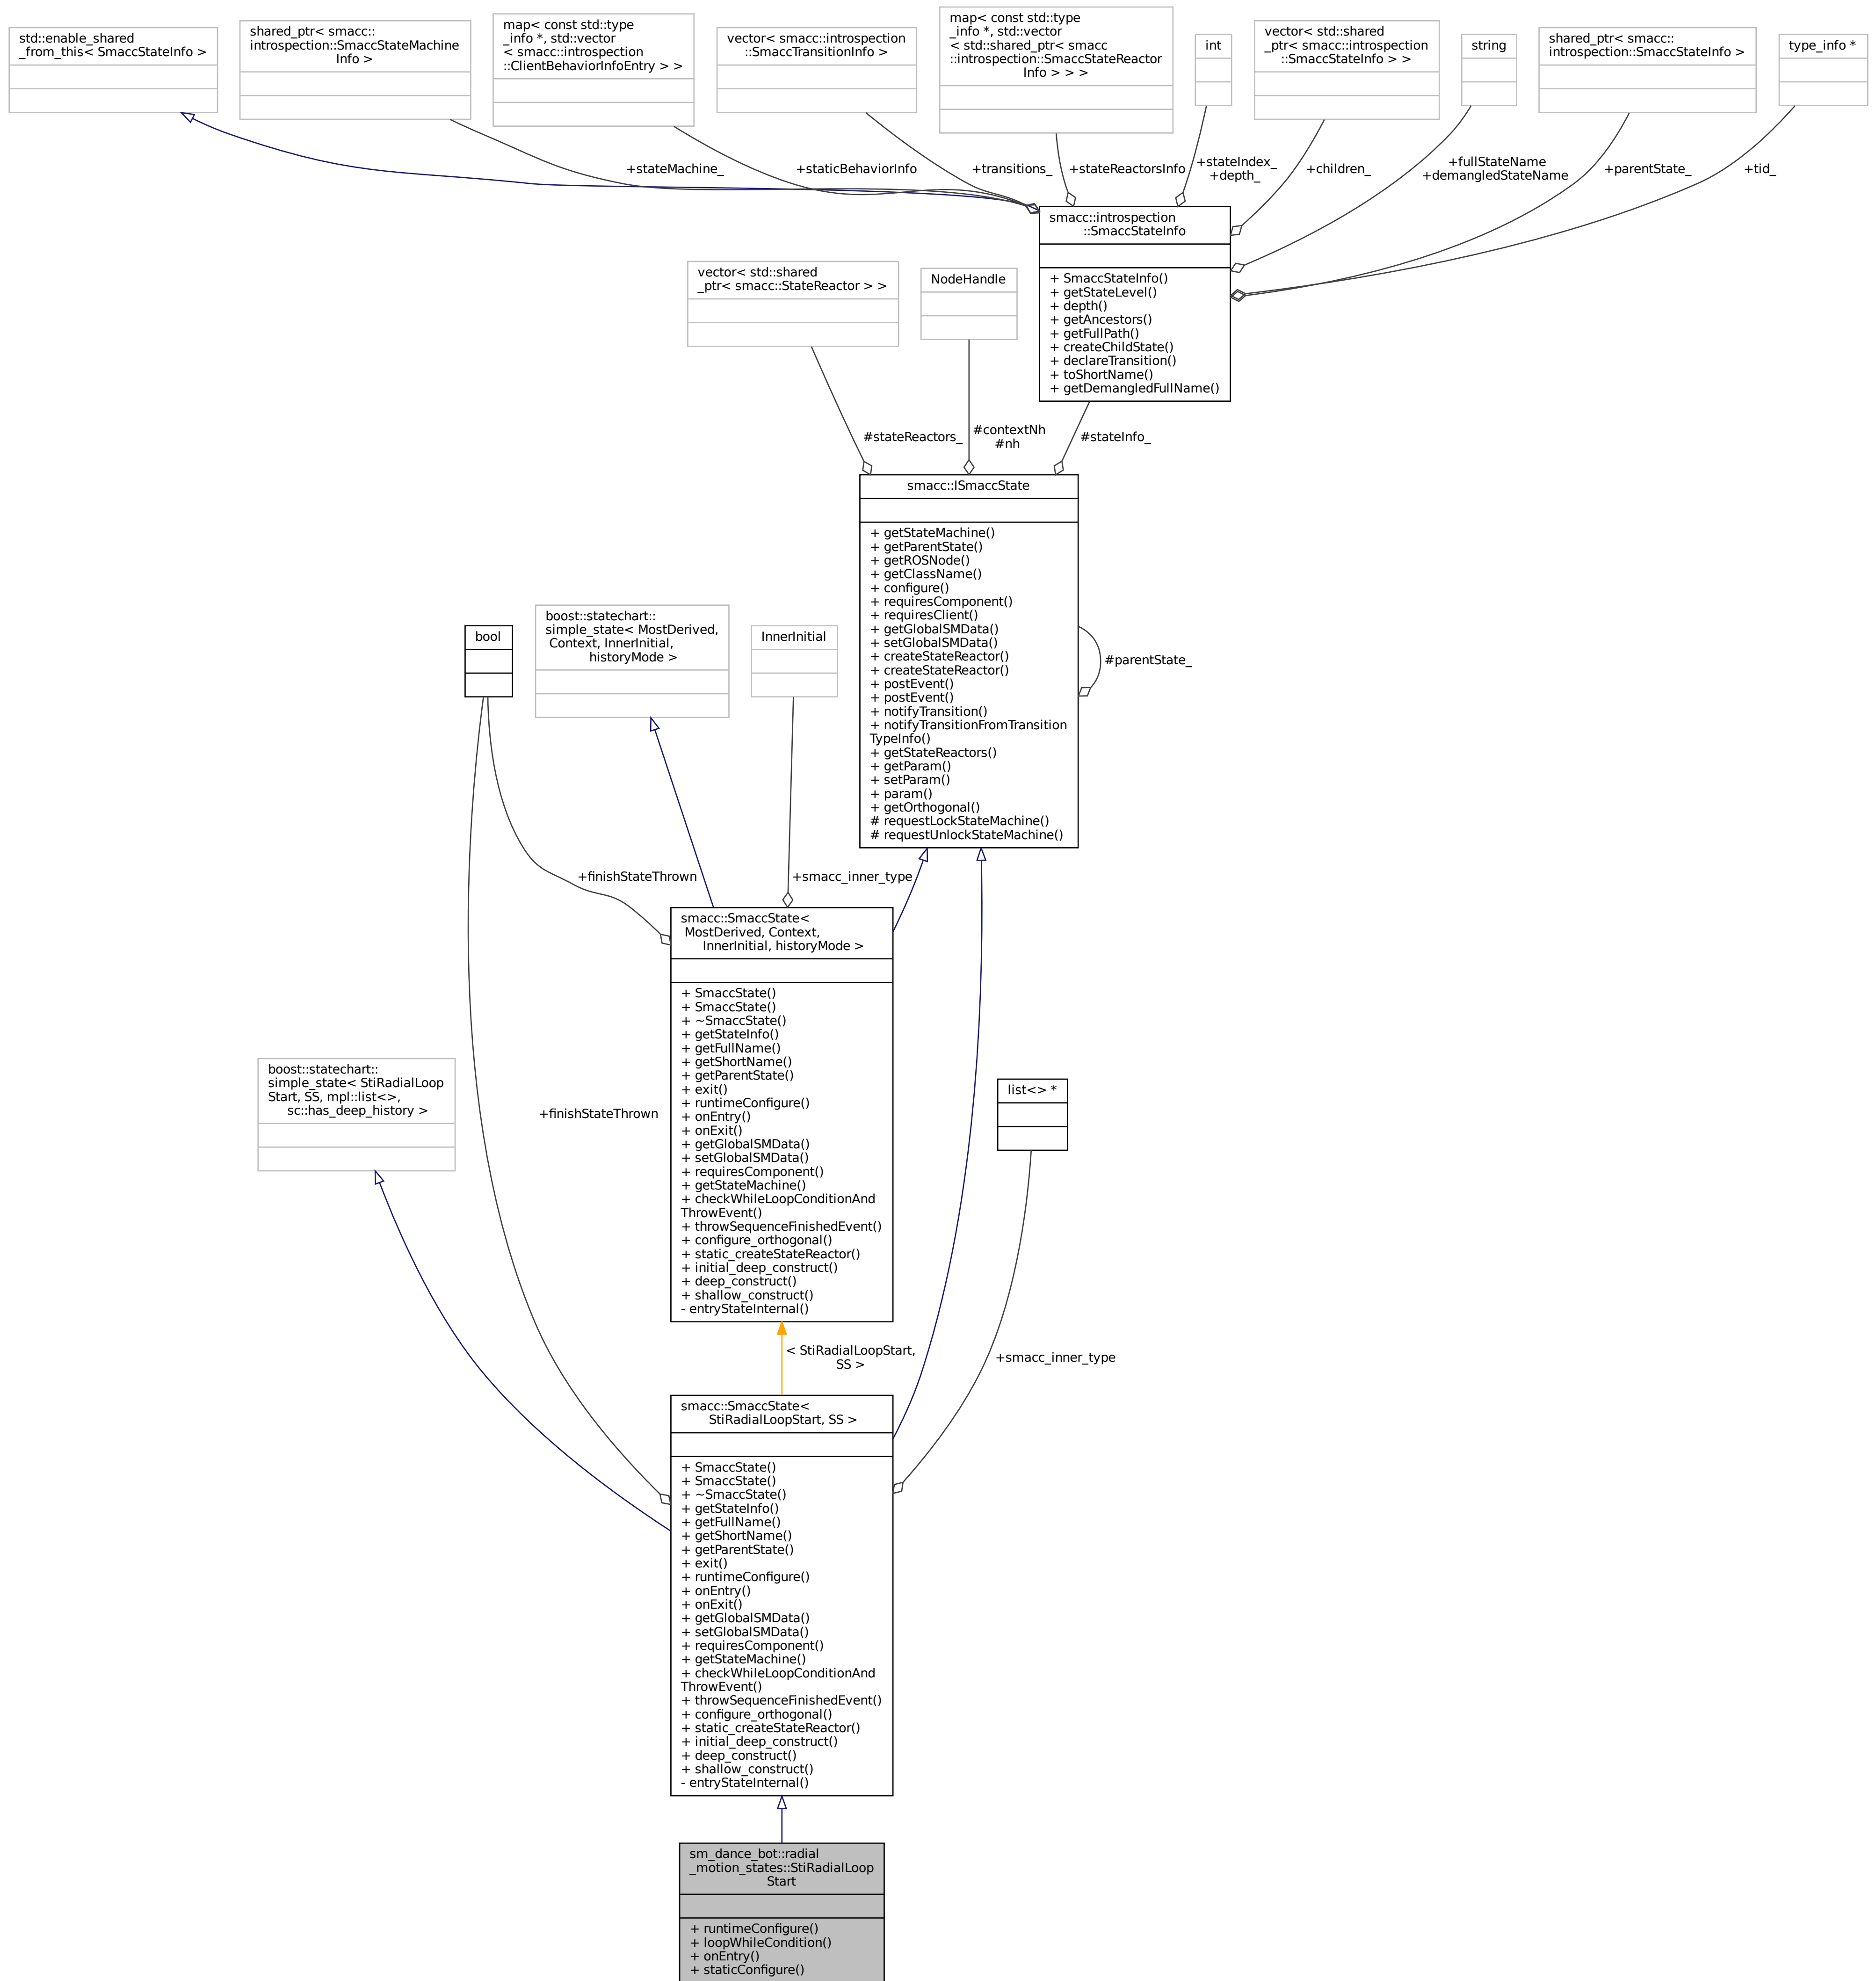 std::enable_shared
_from_this< SmaccStateInfo >
shared_ptr< smacc::
introspection::SmaccStateMachine
Info >
map< const std::type
_info *, std::vector
< smacc::introspection
::ClientBehaviorInfoEntry > >
vector< smacc::introspection
::SmaccTransitionInfo >
map< const std::type
_info *, std::vector
< std::shared_ptr< smacc
::introspection::SmaccStateReactor
Info > > >
int
vector< std::shared
_ptr< smacc::introspection
::SmaccStateInfo > >
string
shared_ptr< smacc::
introspection::SmaccStateInfo >
type_info *
+stateMachine_
+staticBehaviorInfo
+transitions_
+stateReactorsInfo
+stateIndex_
+depth_
+children_
+fullStateName
+demangledStateName
+parentState_
+tid_
smacc::introspection
::SmaccStateInfo
+ SmaccStateInfo()
+ getStateLevel()
+ depth()
+ getAncestors()
+ getFullPath()
+ createChildState()
+ declareTransition()
+ toShortName()
+ getDemangledFullName()
vector< std::shared
_ptr< smacc::StateReactor > >
NodeHandle
#stateReactors_
#contextNh
#nh
#stateInfo_
smacc::ISmaccState
+ getStateMachine()
+ getParentState()
+ getROSNode()
+ getClassName()
+ configure()
+ requiresComponent()
+ requiresClient()
+ getGlobalSMData()
+ setGlobalSMData()
+ createStateReactor()
+ createStateReactor()
+ postEvent()
+ postEvent()
+ notifyTransition()
+ notifyTransitionFromTransition
TypeInfo()
+ getStateReactors()
+ getParam()
+ setParam()
+ param()
+ getOrthogonal()
# requestLockStateMachine()
# requestUnlockStateMachine()
#parentState_
bool
boost::statechart::
simple_state< MostDerived,
Context, InnerInitial,
historyMode >
InnerInitial
+finishStateThrown
+smacc_inner_type
smacc::SmaccState<
MostDerived, Context,
InnerInitial, historyMode >
+ SmaccState()
+ SmaccState()
+ ~SmaccState()
+ getStateInfo()
+ getFullName()
+ getShortName()
+ getParentState()
+ exit()
+ runtimeConfigure()
+ onEntry()
+ onExit()
+ getGlobalSMData()
+ setGlobalSMData()
+ requiresComponent()
+ getStateMachine()
+ checkWhileLoopConditionAnd
ThrowEvent()
+ throwSequenceFinishedEvent()
+ configure_orthogonal()
+ static_createStateReactor()
+ initial_deep_construct()
+ deep_construct()
+ shallow_construct()
- entryStateInternal()
boost::statechart::
simple_state< StiRadialLoop
Start, SS, mpl::list<>,
sc::has_deep_history >
+finishStateThrown
list<> *
< StiRadialLoopStart,
SS >
+smacc_inner_type
smacc::SmaccState<
StiRadialLoopStart, SS >
+ SmaccState()
+ SmaccState()
+ ~SmaccState()
+ getStateInfo()
+ getFullName()
+ getShortName()
+ getParentState()
+ exit()
+ runtimeConfigure()
+ onEntry()
+ onExit()
+ getGlobalSMData()
+ setGlobalSMData()
+ requiresComponent()
+ getStateMachine()
+ checkWhileLoopConditionAnd
ThrowEvent()
+ throwSequenceFinishedEvent()
+ configure_orthogonal()
+ static_createStateReactor()
+ initial_deep_construct()
+ deep_construct()
+ shallow_construct()
- entryStateInternal()
sm_dance_bot::radial
_motion_states::StiRadialLoop
Start
+ runtimeConfigure()
+ loopWhileCondition()
+ onEntry()
+ staticConfigure()